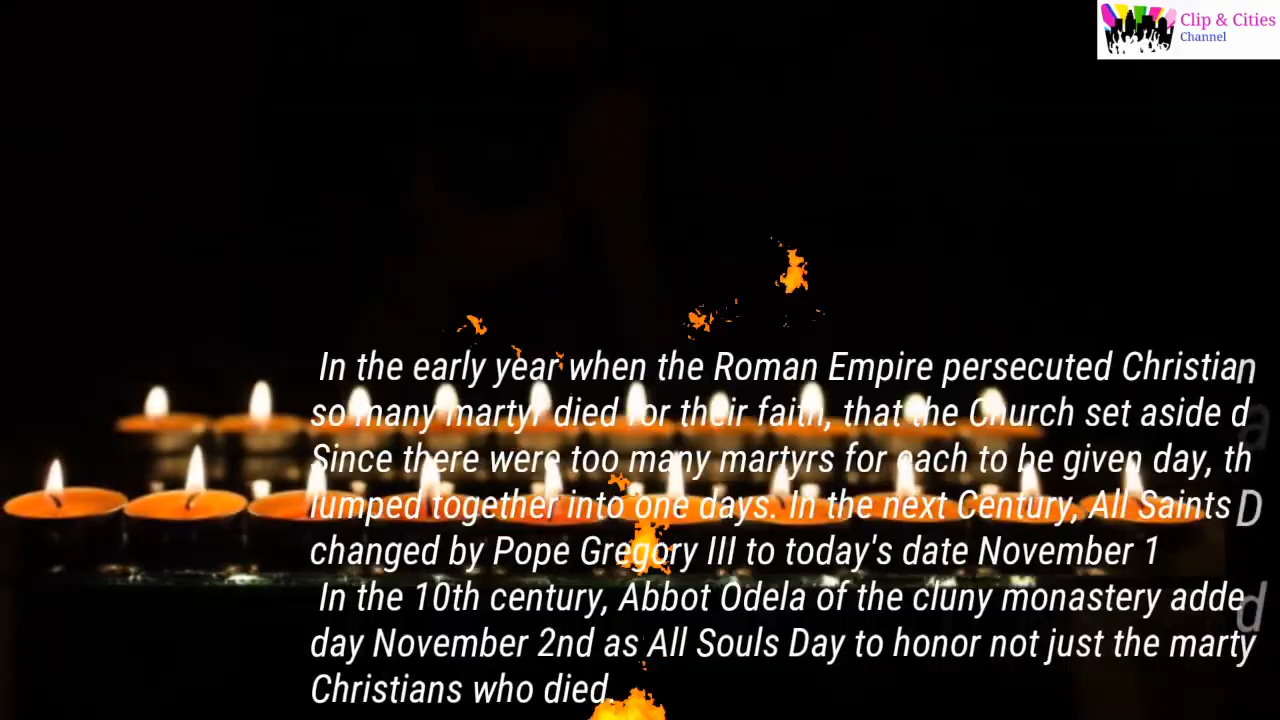 Clip & Cities
Channel
In the early year when the Roman Empire persecuted Christian
so many martyr died for their faith, that the Church set aside d
Since there were too many martyrs for each to be given day, th
lumped together into one days. In the next Century, All Saints D
changed by Pope Gregory III to today's date November 1
In the 10th century, Abbot Odela of the cluny monastery added
day November 2nd as All Souls Day to honor not just the marty
Christians who died.